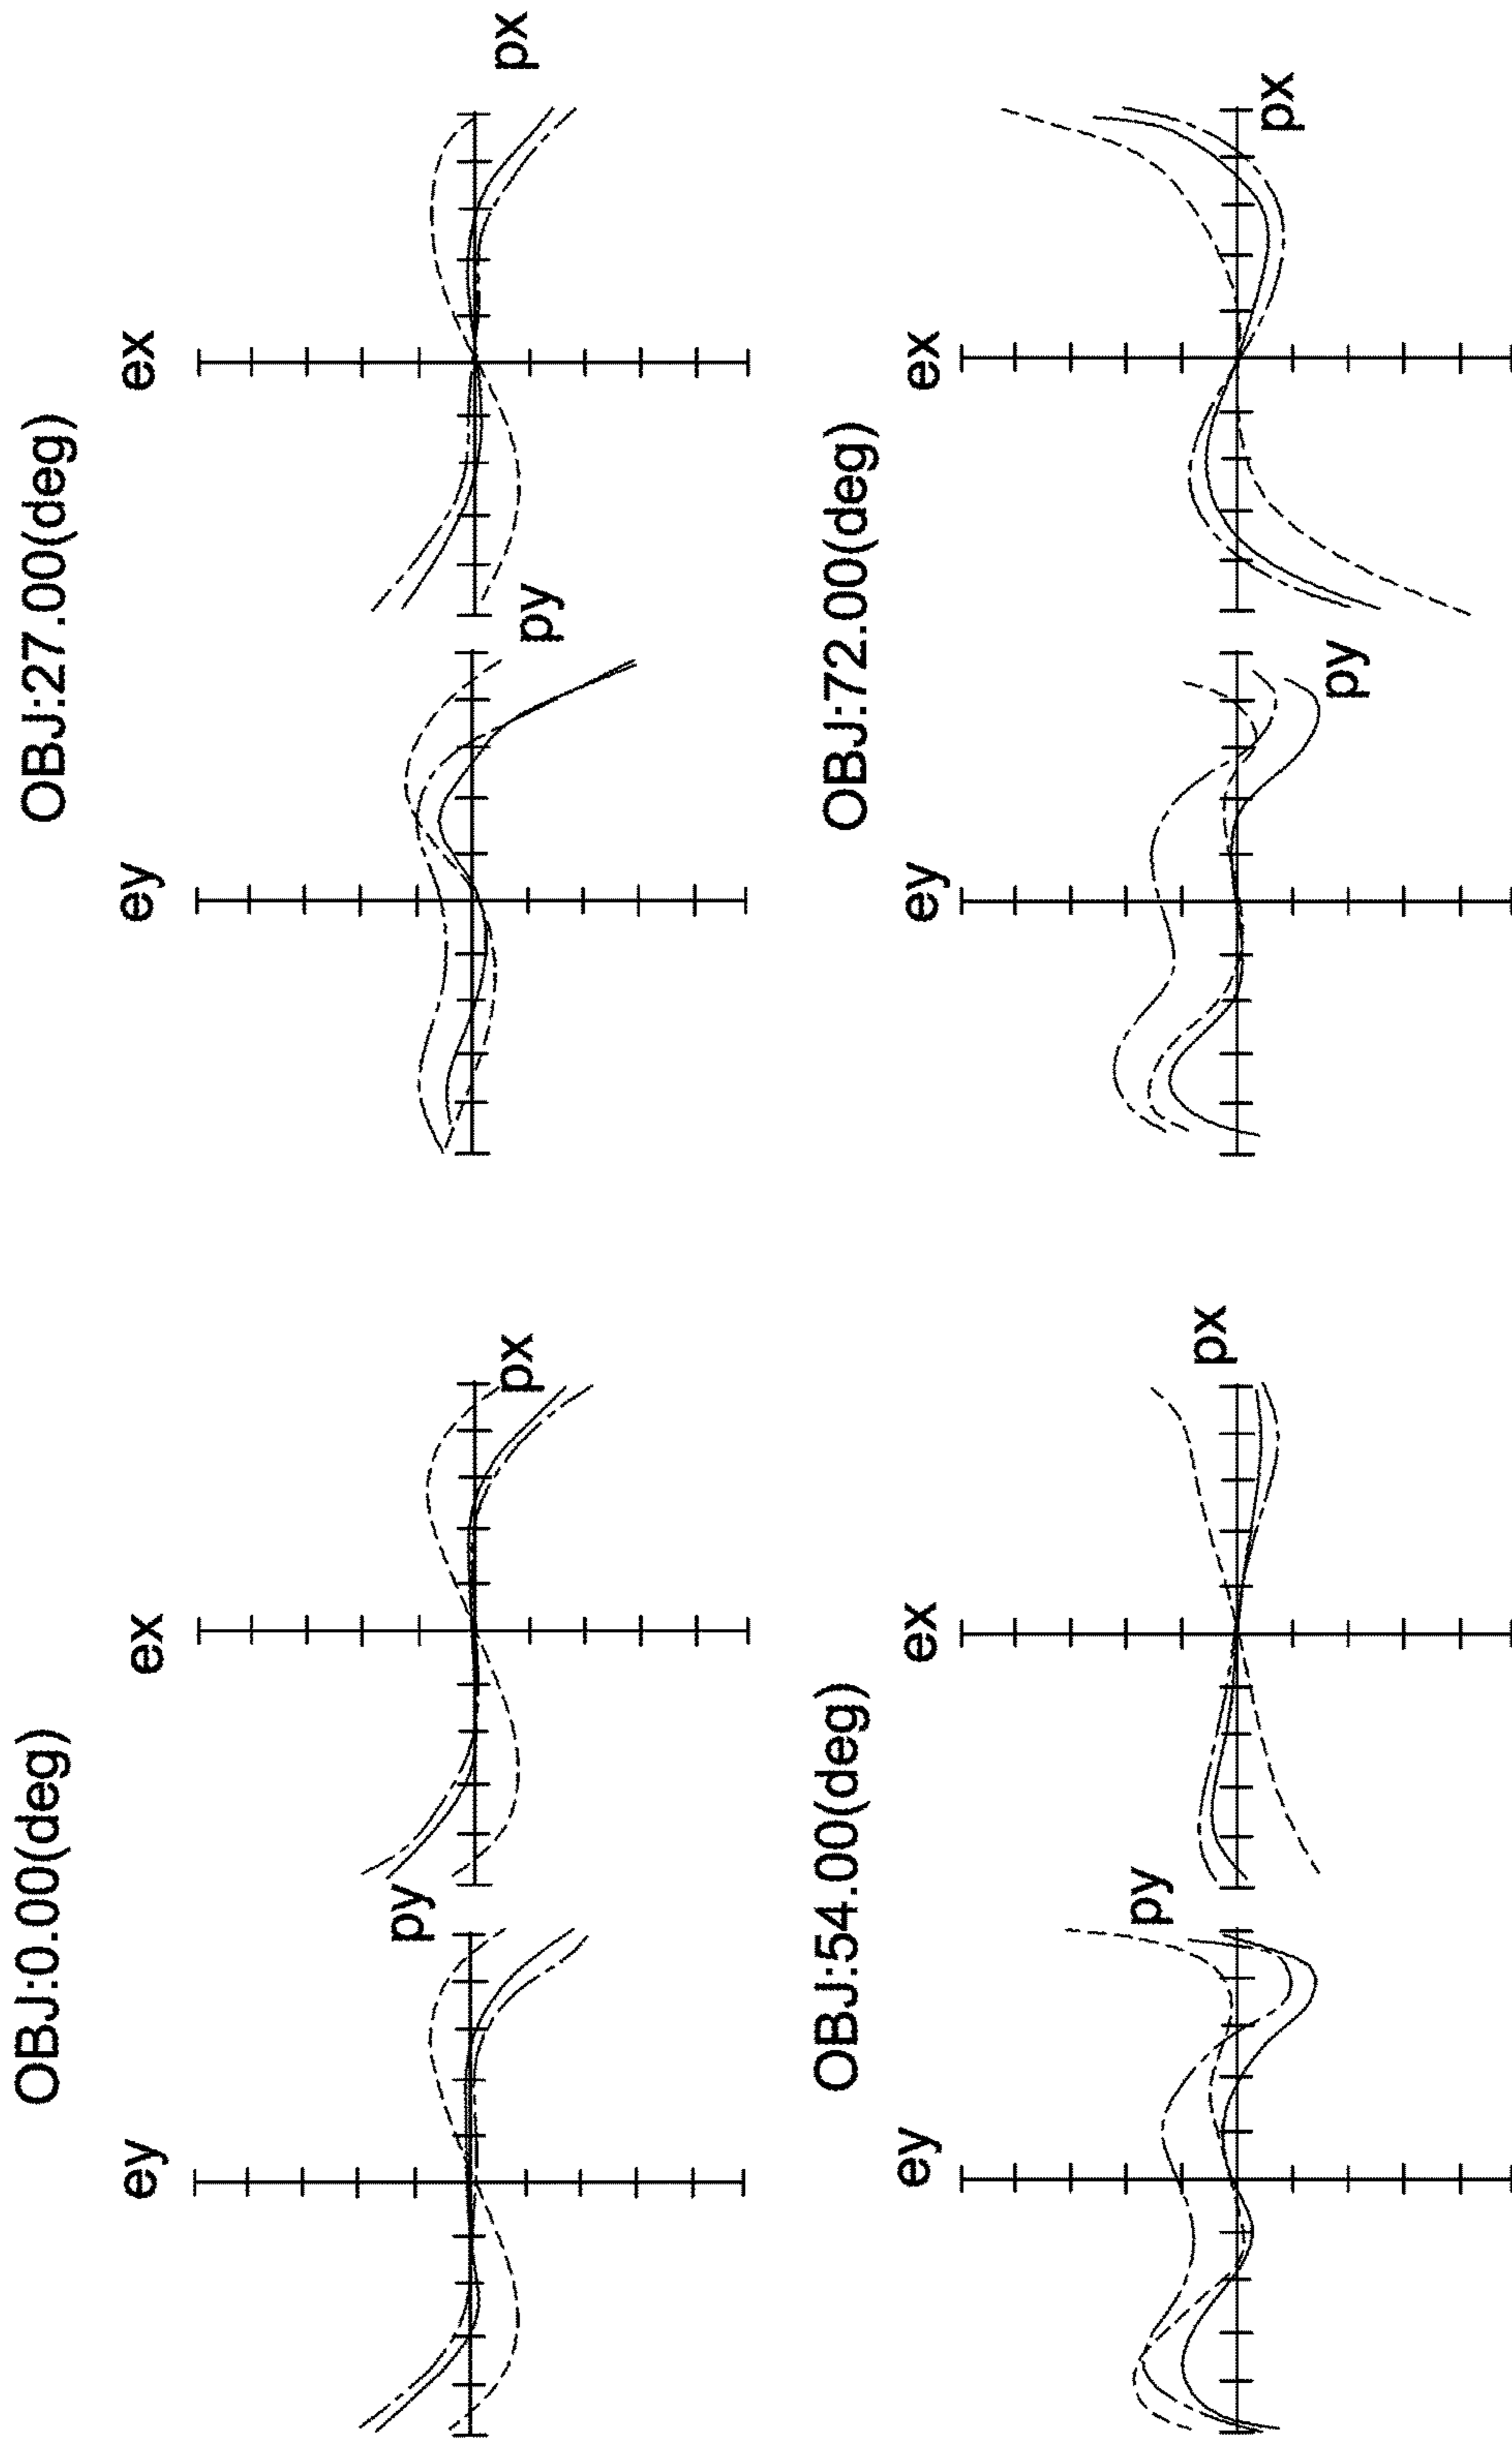 OBJ:0.00(deg)
ey
py
ex
px
OBJ:27.00(deg)
ey
py
ex
px
OBJ:54.00(deg)
ey
py
ex
px
OBJ:72.00(deg)
ey
py
ex
px